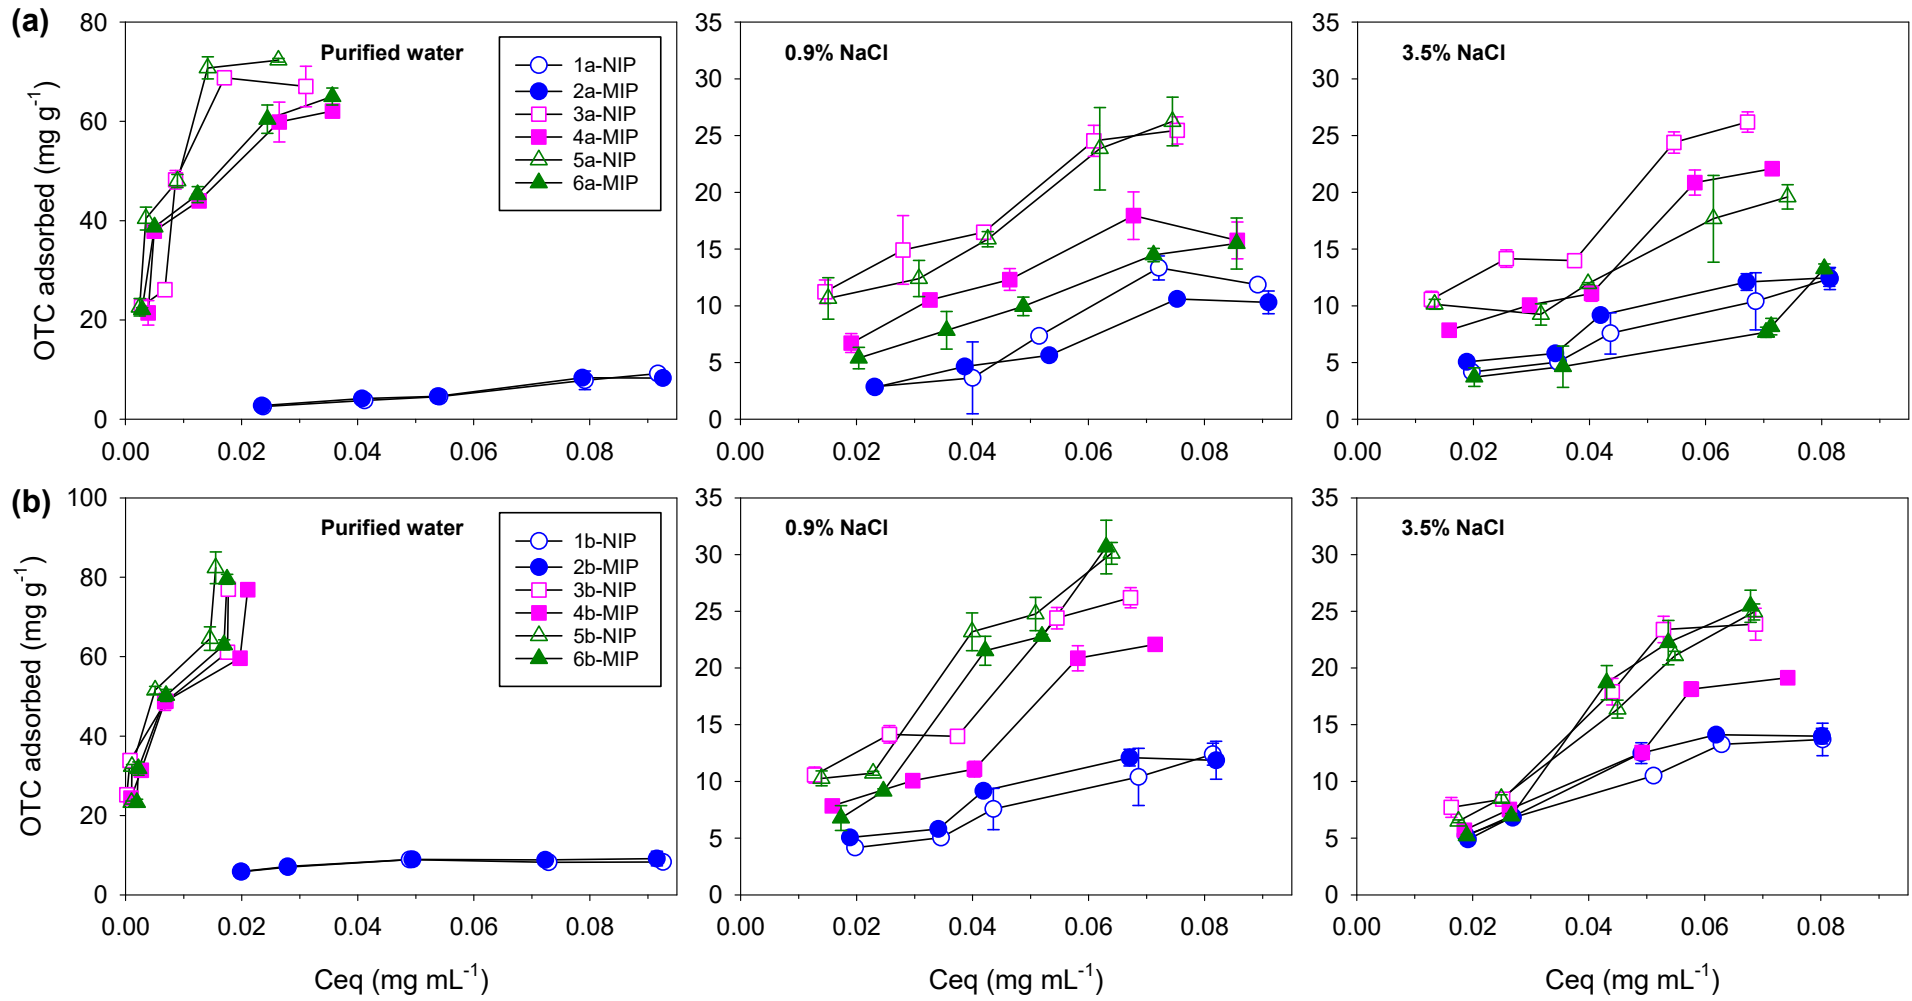 (a)
OTC adsorbed (mg g⁻¹)
80
60
40
20
0
Purified water
1a-NIP
2a-MIP
3a-NIP
4a-MIP
5a-NIP
6a-MIP
0.00 0.02 0.04 0.06 0.08
35
30
25
20
15
10
5
0
0.9% NaCl
0.00 0.02 0.04 0.06 0.08
35
30
25
20
15
10
5
0
3.5% NaCl
0.00 0.02 0.04 0.06 0.08
(b)
OTC adsorbed (mg g⁻¹)
100
80
60
40
20
0
Purified water
1b-NIP
2b-MIP
3b-NIP
4b-MIP
5b-NIP
6b-MIP
0.00 0.02 0.04 0.06 0.08
Ceq (mg mL⁻¹)
35
30
25
20
15
10
5
0
0.9% NaCl
0.00 0.02 0.04 0.06 0.08
Ceq (mg mL⁻¹)
35
30
25
20
15
10
5
0
3.5% NaCl
0.00 0.02 0.04 0.06 0.08
Ceq (mg mL⁻¹)